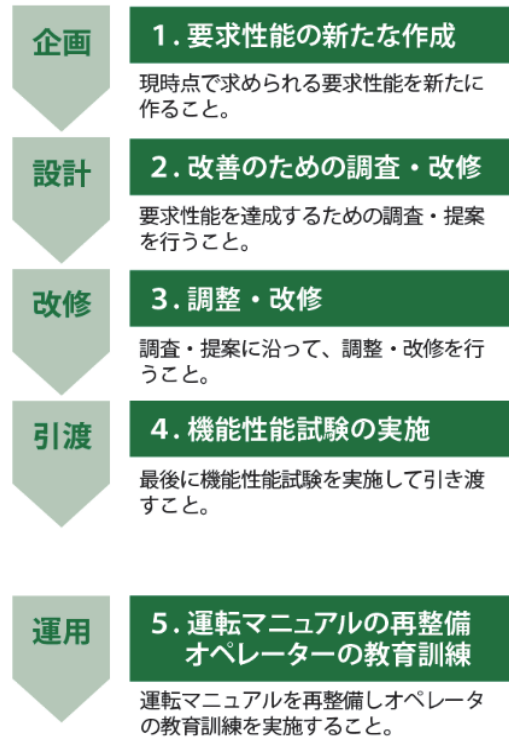 企画
1. 要求性能の新たな作成
現時点で求められる要求性能を新たに
作ること。
設計
2. 改善のための調査・改修
要求性能を達成するための調査・提案
を行うこと。
改修
3. 調整・改修
調査・提案に沿って、調整・改修を行
うこと。
引渡
4. 機能性能試験の実施
最後に機能性能試験を実施して引き渡
すこと。
運用
5. 運転マニュアルの再整備
オペレーターの教育訓練
運転マニュアルを再整備しオペレータ
の教育訓練を実施すること。